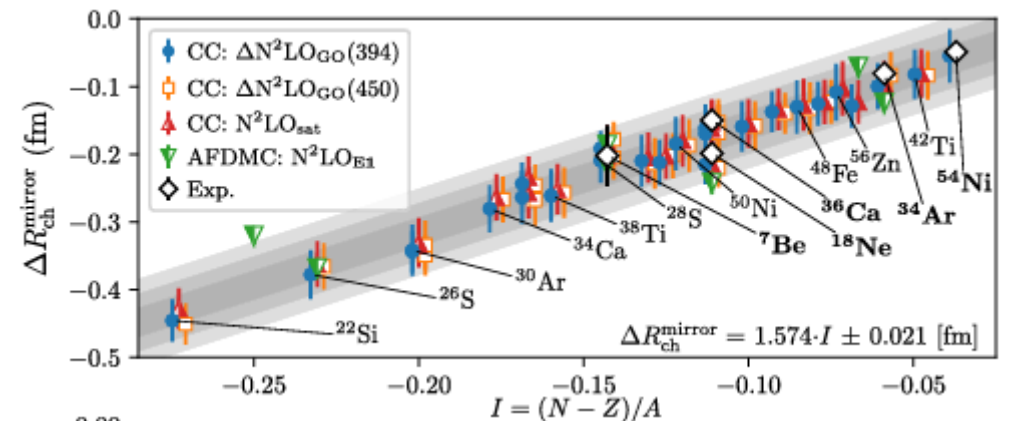 0.0
−0.1
−0.2
−0.3
−0.4
−0.5
ΔR_ch^mirror (fm)
CC: ΔN²LO_GO(394)
CC: ΔN²LO_GO(450)
CC: N²LO_sat
AFDMC: N²LO_E1
Exp.
²²Si
²⁶S
³⁰Ar
³⁴Ca
³⁸Ti
²⁸S
⁷Be
⁵⁰Ni
¹⁸Ne
³⁶Ca
⁴⁸Fe
⁵⁶Zn
³⁴Ar
⁴²Ti
⁵⁴Ni
ΔR_ch^mirror = 1.574·I ± 0.021 [fm]
−0.25 −0.20 −0.15 −0.10 −0.05
I = (N − Z)/A